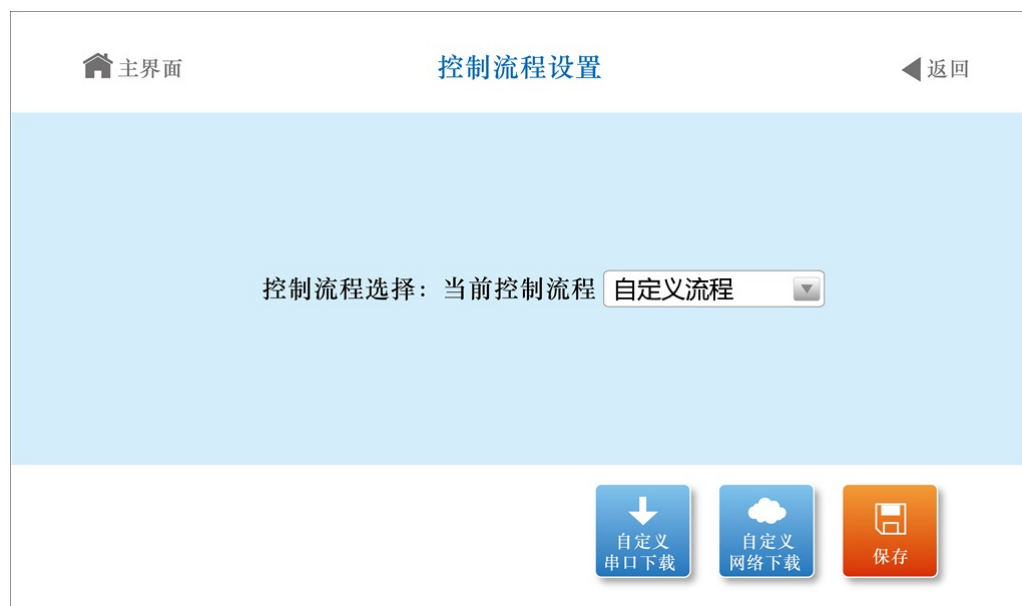 主界面
控制流程设置
返回
控制流程选择：当前控制流程 自定义流程
自定义
串口下载
自定义
网络下载
保存